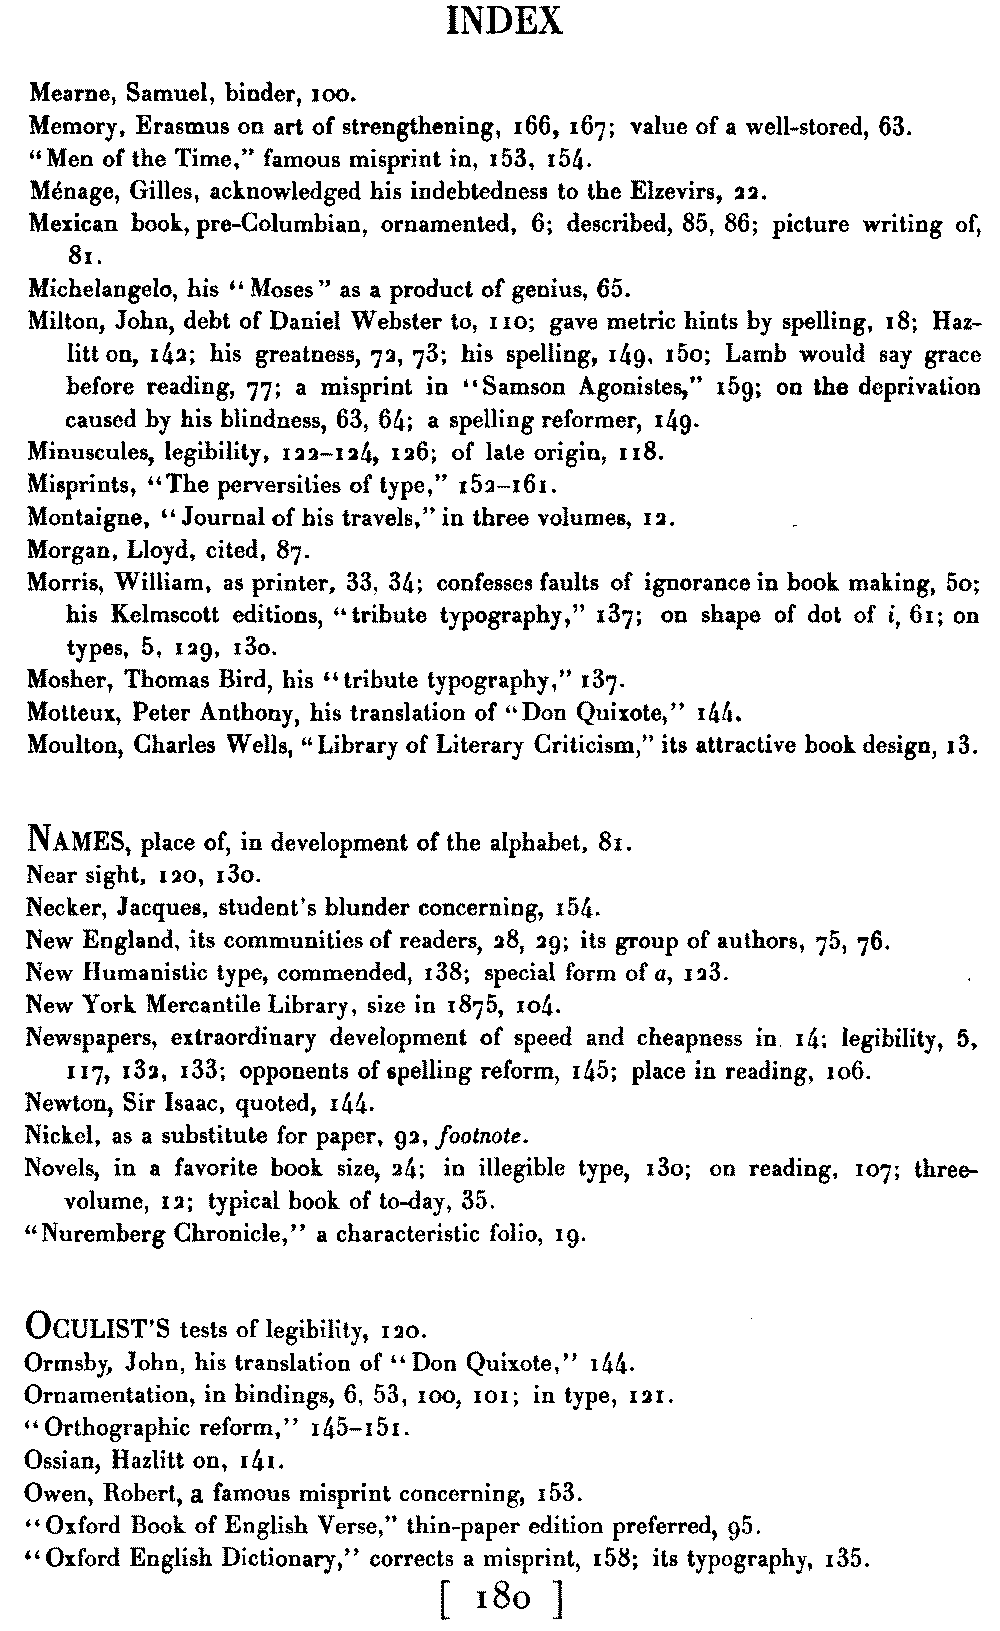 INDEX
Mearne, Samuel, binder, 100.
Memory, Erasmus on art of strengthening, 166, 167; value of a well-stored, 63.
“Men of the Time,” famous misprint in, 153, 154.
Ménage, Gilles, acknowledged his indebtedness to the Elzevirs, 22.
Mexican book, pre-Columbian, ornamented, 6; described, 85, 86; picture writing of,
81.
Michelangelo, his “Moses” as a product of genius, 65.
Milton, John, debt of Daniel Webster to, 110; gave metric hints by spelling, 18; Haz-
litt on, 142; his greatness, 72, 73; his spelling, 149, 150; Lamb would say grace
before reading, 77; a misprint in “Samson Agonistes,” 159; on the deprivation
caused by his blindness, 63, 64; a spelling reformer, 149.
Minuscules, legibility, 122–124, 126; of late origin, 118.
Misprints, “The perversities of type,” 152–161.
Montaigne, “Journal of his travels,” in three volumes, 12.
Morgan, Lloyd, cited, 87.
Morris, William, as printer, 33, 34; confesses faults of ignorance in book making, 50;
his Kelmscott editions, “tribute typography,” 137; on shape of dot of i, 61; on
types, 5, 129, 130.
Mosher, Thomas Bird, his “tribute typography,” 137.
Motteux, Peter Anthony, his translation of “Don Quixote,” 144.
Moulton, Charles Wells, “Library of Literary Criticism,” its attractive book design, 13.
NAMES, place of, in development of the alphabet, 81.
Near sight, 120, 130.
Necker, Jacques, student's blunder concerning, 154.
New England, its communities of readers, 28, 29; its group of authors, 75, 76.
New Humanistic type, commended, 138; special form of a, 123.
New York Mercantile Library, size in 1875, 104.
Newspapers, extraordinary development of speed and cheapness in, 14; legibility, 5,
117, 132, 133; opponents of spelling reform, 145; place in reading, 106.
Newton, Sir Isaac, quoted, 144.
Nickel, as a substitute for paper, 92, footnote.
Novels, in a favorite book size, 24; in illegible type, 130; on reading, 107; three-
volume, 12; typical book of to-day, 35.
“Nuremberg Chronicle,” a characteristic folio, 19.
OCULIST'S tests of legibility, 120.
Ormsby, John, his translation of “Don Quixote,” 144.
Ornamentation, in bindings, 6, 53, 100, 101; in type, 121.
“Orthographic reform,” 145–151.
Ossian, Hazlitt on, 141.
Owen, Robert, a famous misprint concerning, 153.
“Oxford Book of English Verse,” thin-paper edition preferred, 95.
“Oxford English Dictionary,” corrects a misprint, 158; its typography, 135.
[ 180 ]